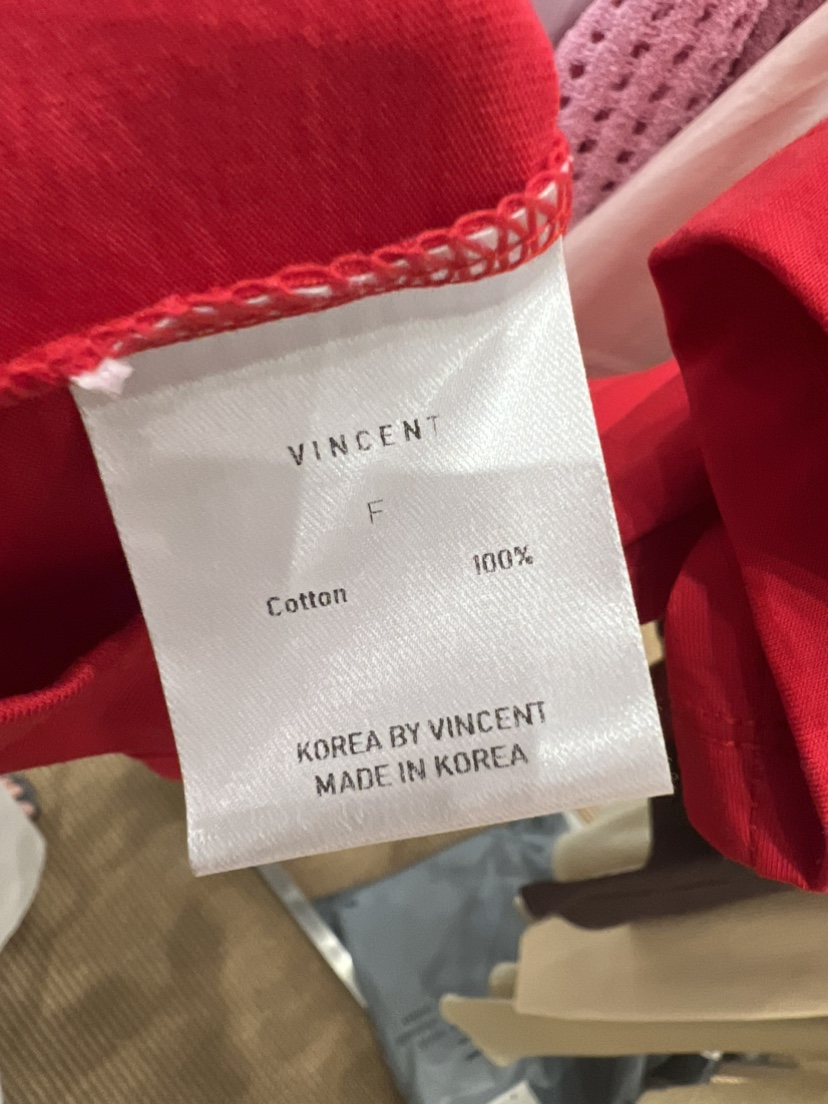 VINCENT
F
Cotton 100%
KOREA BY VINCENT
MADE IN KOREA